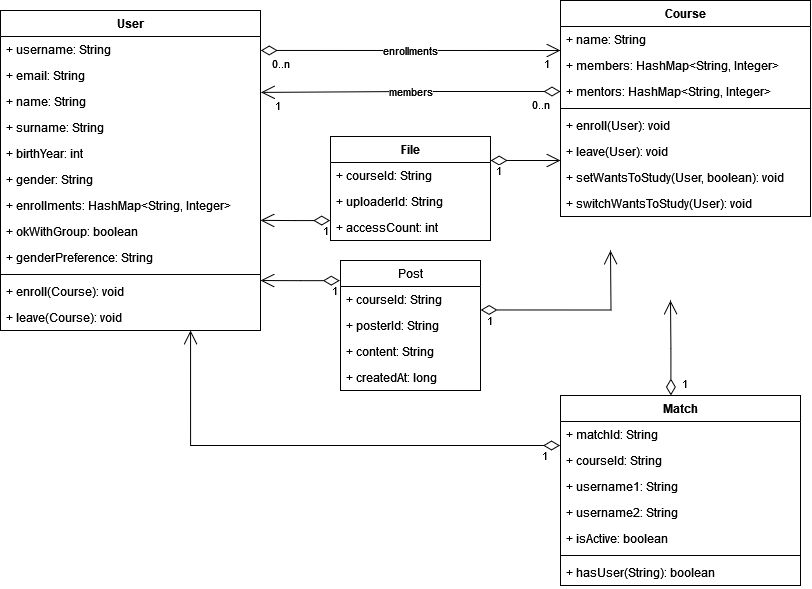 User
+ username: String
+ email: String
+ name: String
+ surname: String
+ birthYear: int
+ gender: String
+ enrollments: HashMap<String, Integer>
+ okWithGroup: boolean
+ genderPreference: String
+ enroll(Course): void
+ leave(Course): void
enrollments
0..n
1
members
1
0..n
Course
+ name: String
+ members: HashMap<String, Integer>
+ mentors: HashMap<String, Integer>
+ enroll(User): void
+ leave(User): void
+ setWantsToStudy(User, boolean): void
+ switchWantsToStudy(User): void
File
+ courseId: String
+ uploaderId: String
+ accessCount: int
1
1
Post
+ courseId: String
+ posterId: String
+ content: String
+ createdAt: long
1
1
Match
+ matchId: String
+ courseId: String
+ username1: String
+ username2: String
+ isActive: boolean
+ hasUser(String): boolean
1
1